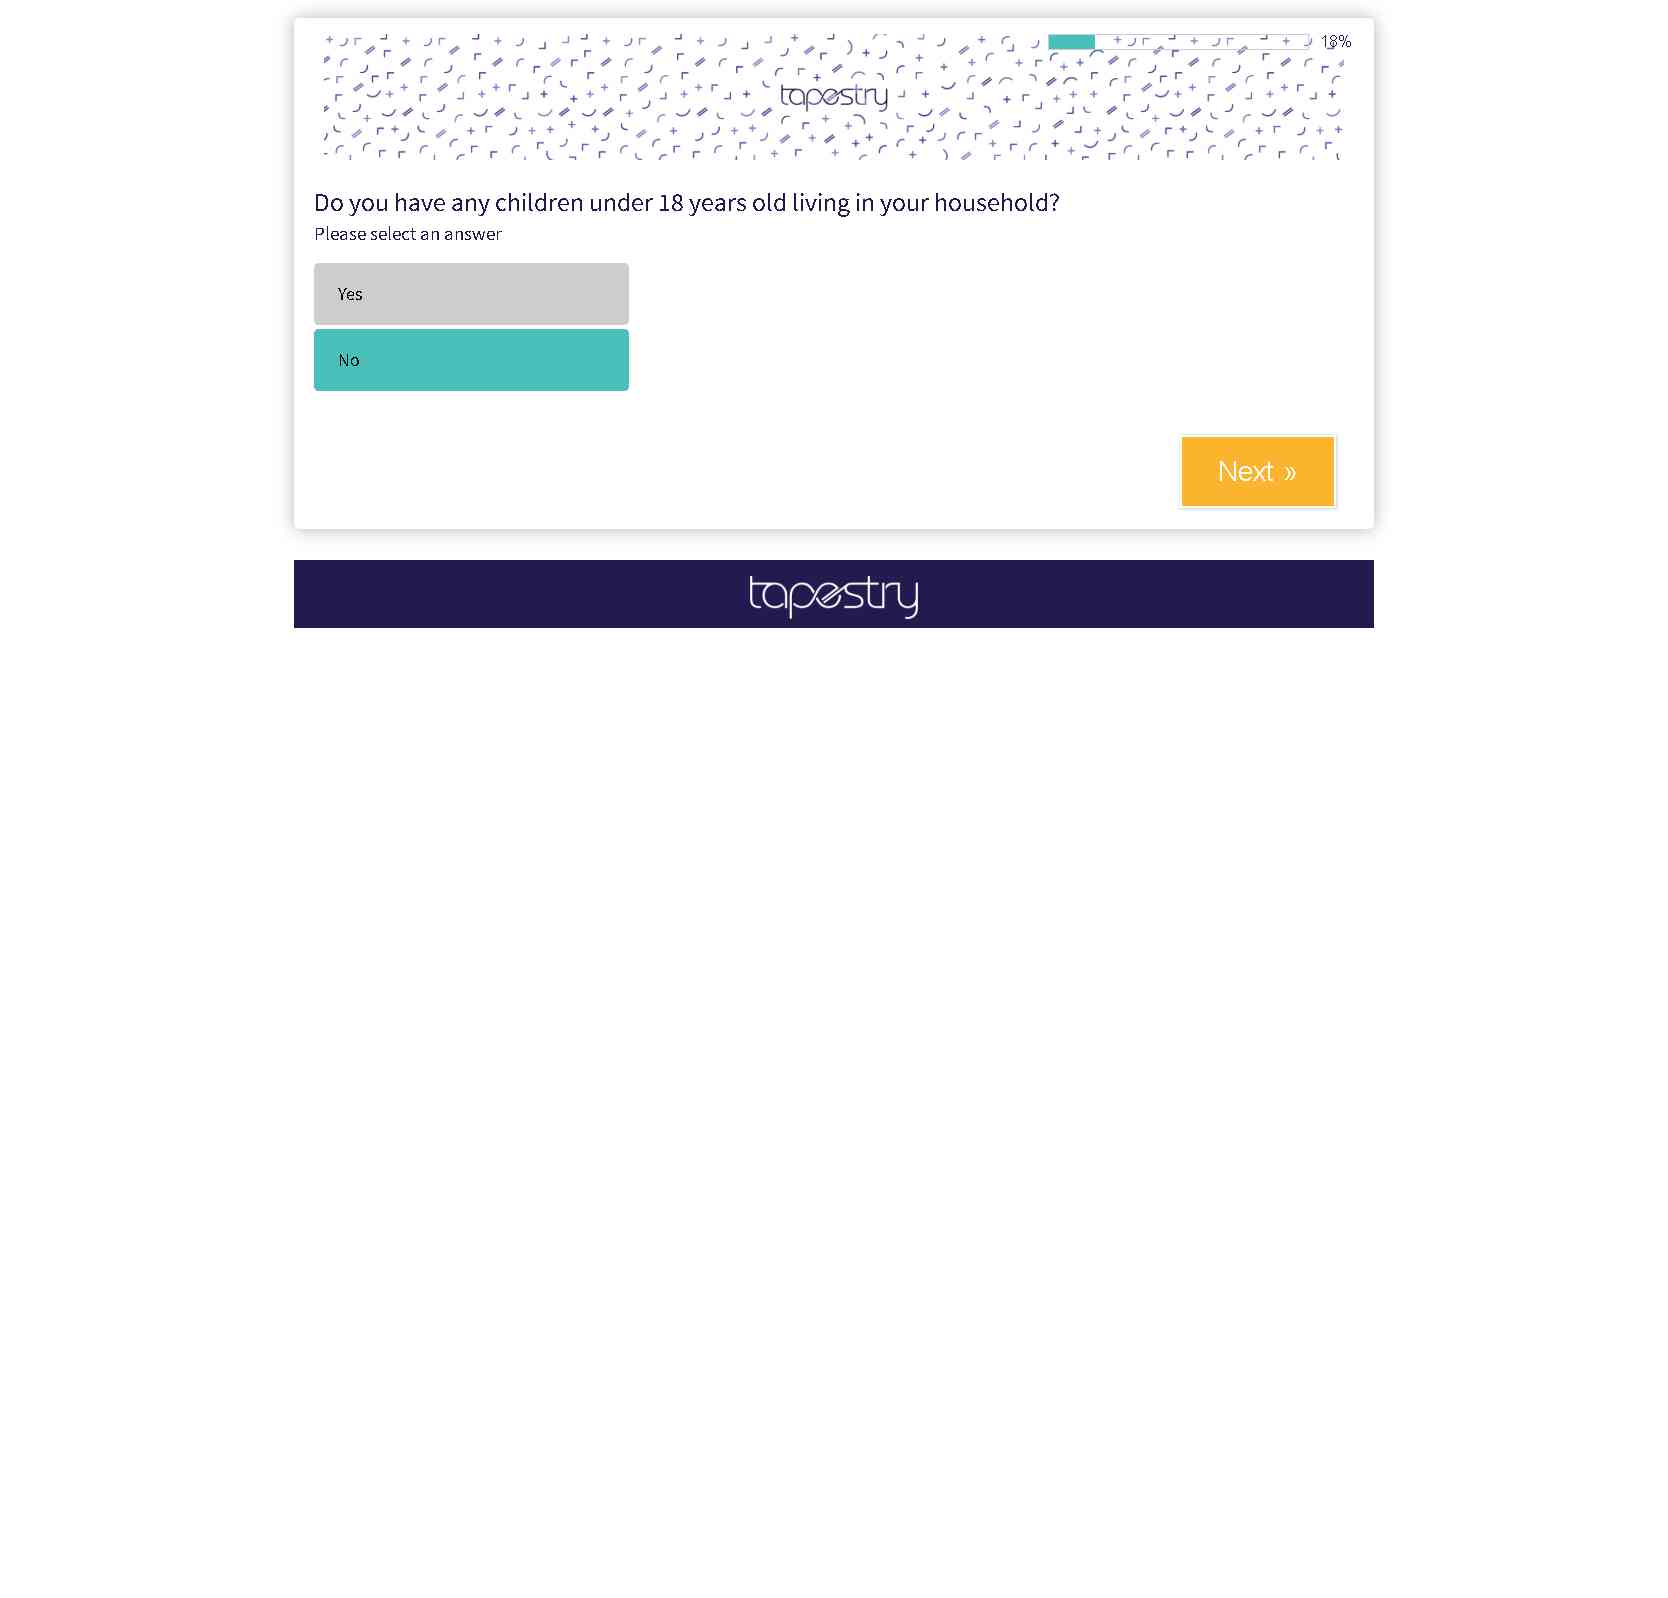 18%
tapestry
Do you have any children under 18 years old living in your household?
Please select an answer
Yes
No
Next »
tapestry